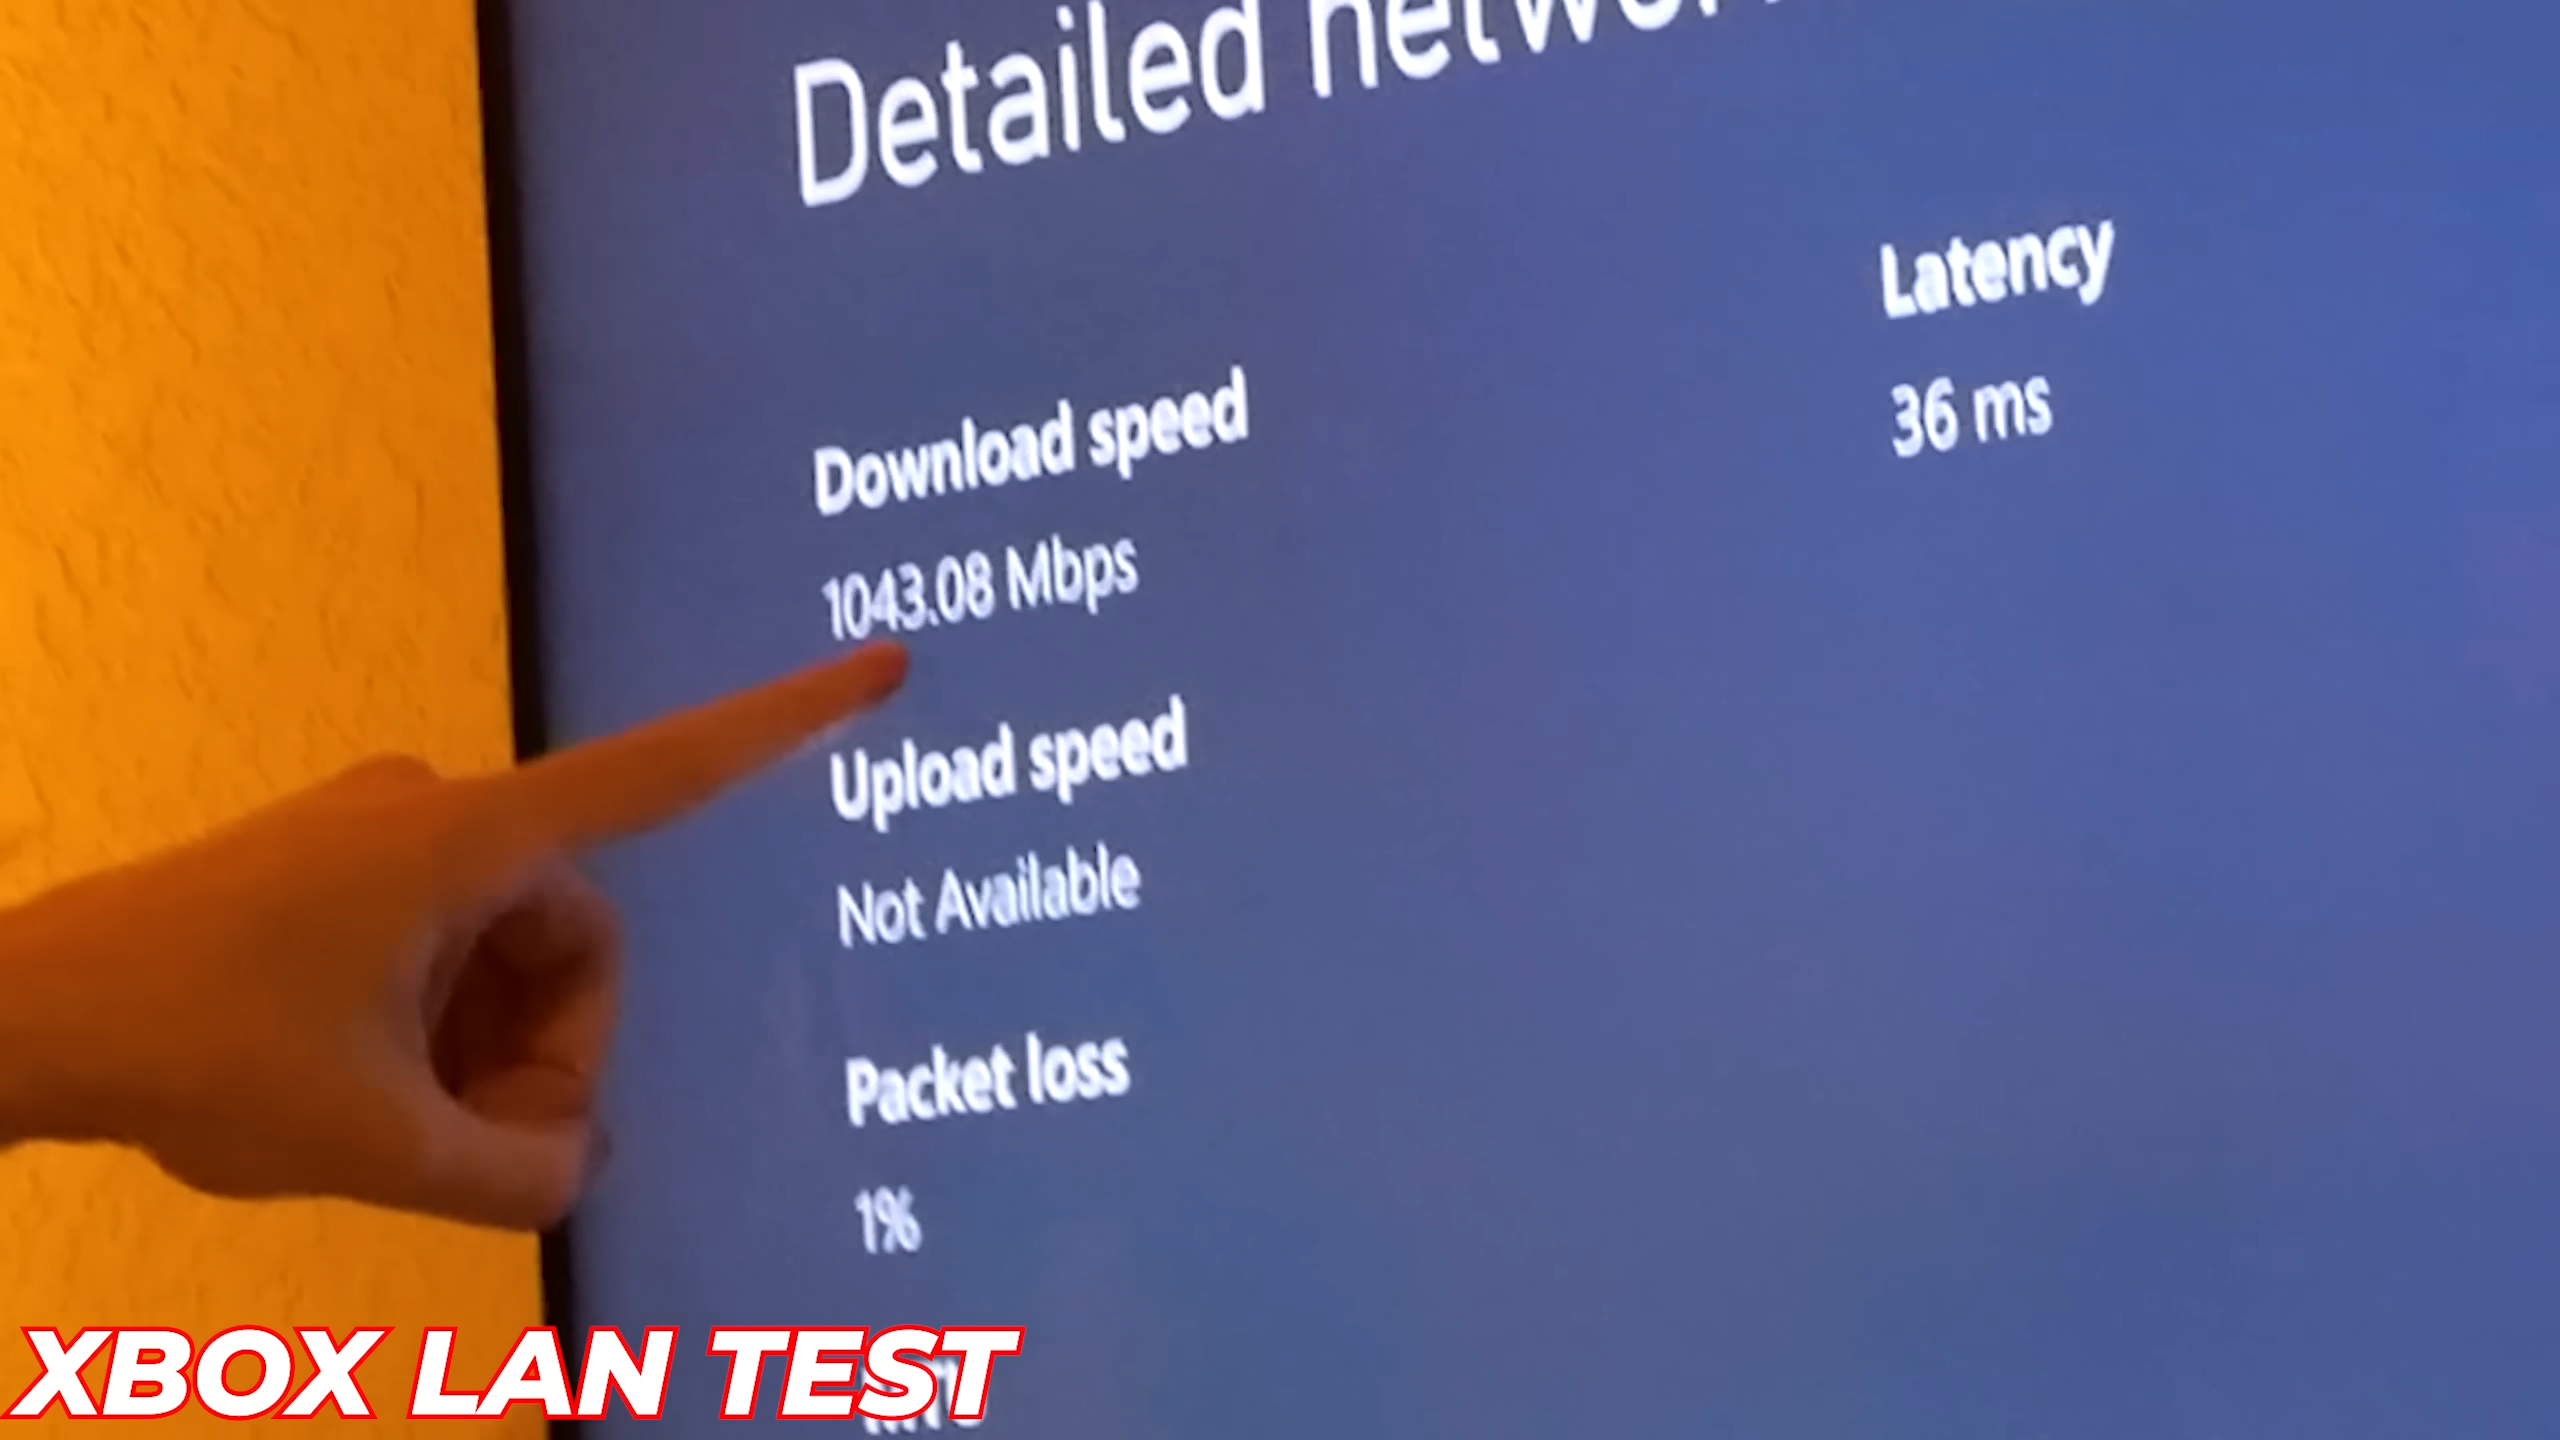 Detailed network
Latency
36 ms
Download speed
1043.08 Mbps
Upload speed
Not Available
Packet loss
1%
XBOX LAN TEST